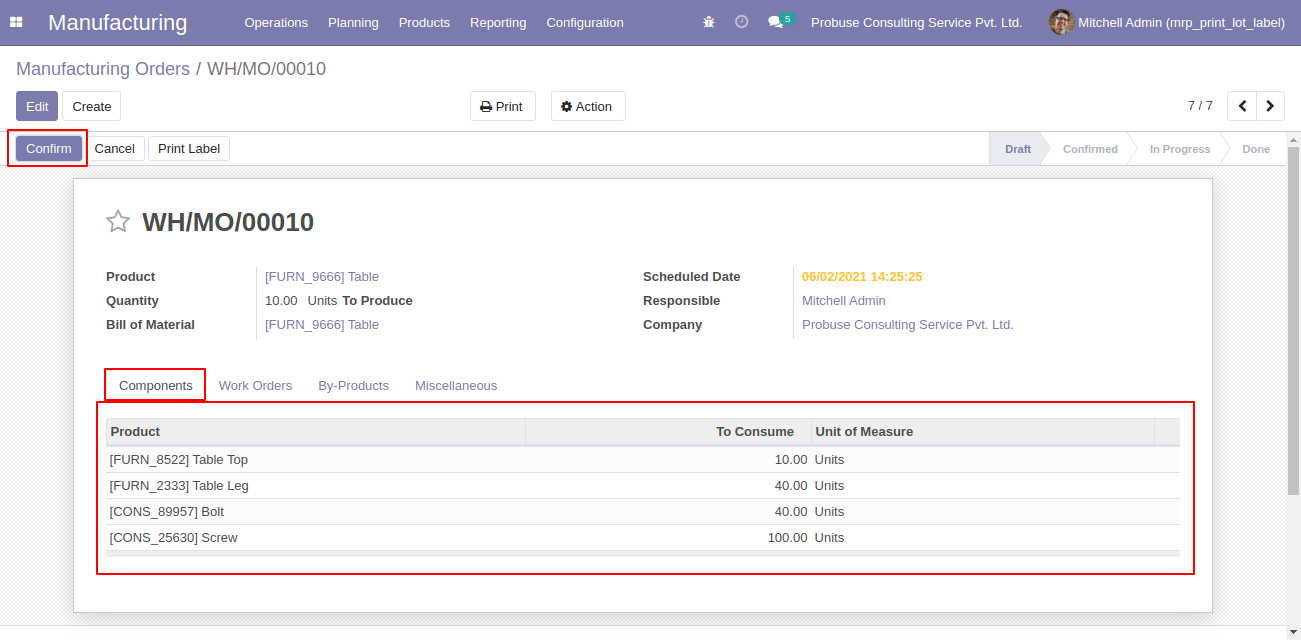 Manufacturing Operations Planning Products Reporting Configuration 5 Probuse Consulting Service Pvt. Ltd. Mitchell Admin (mrp_print_lot_label)
Manufacturing Orders / WH/MO/00010
Edit Create Print Action 7 / 7
Confirm Cancel Print Label Draft Confirmed In Progress Done
WH/MO/00010
Product [FURN_9666] Table Scheduled Date 06/02/2021 14:25:25
Quantity 10.00 Units To Produce Responsible Mitchell Admin
Bill of Material [FURN_9666] Table Company Probuse Consulting Service Pvt. Ltd.
Components Work Orders By-Products Miscellaneous
Product To Consume Unit of Measure
[FURN_8522] Table Top 10.00 Units
[FURN_2333] Table Leg 40.00 Units
[CONS_89957] Bolt 40.00 Units
[CONS_25630] Screw 100.00 Units